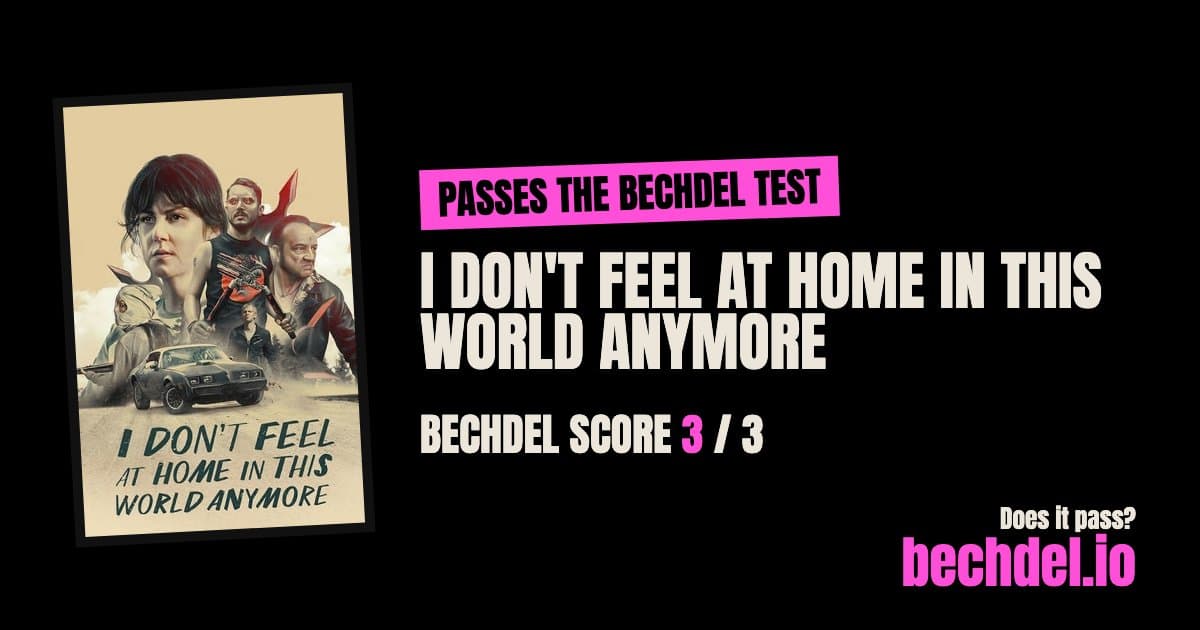 I DON'T FEEL
AT HOME IN THIS
WORLD ANYMORE
PASSES THE BECHDEL TEST
I DON'T FEEL AT HOME IN THIS
WORLD ANYMORE
BECHDEL SCORE 3 / 3
Does it pass?
bechdel.io